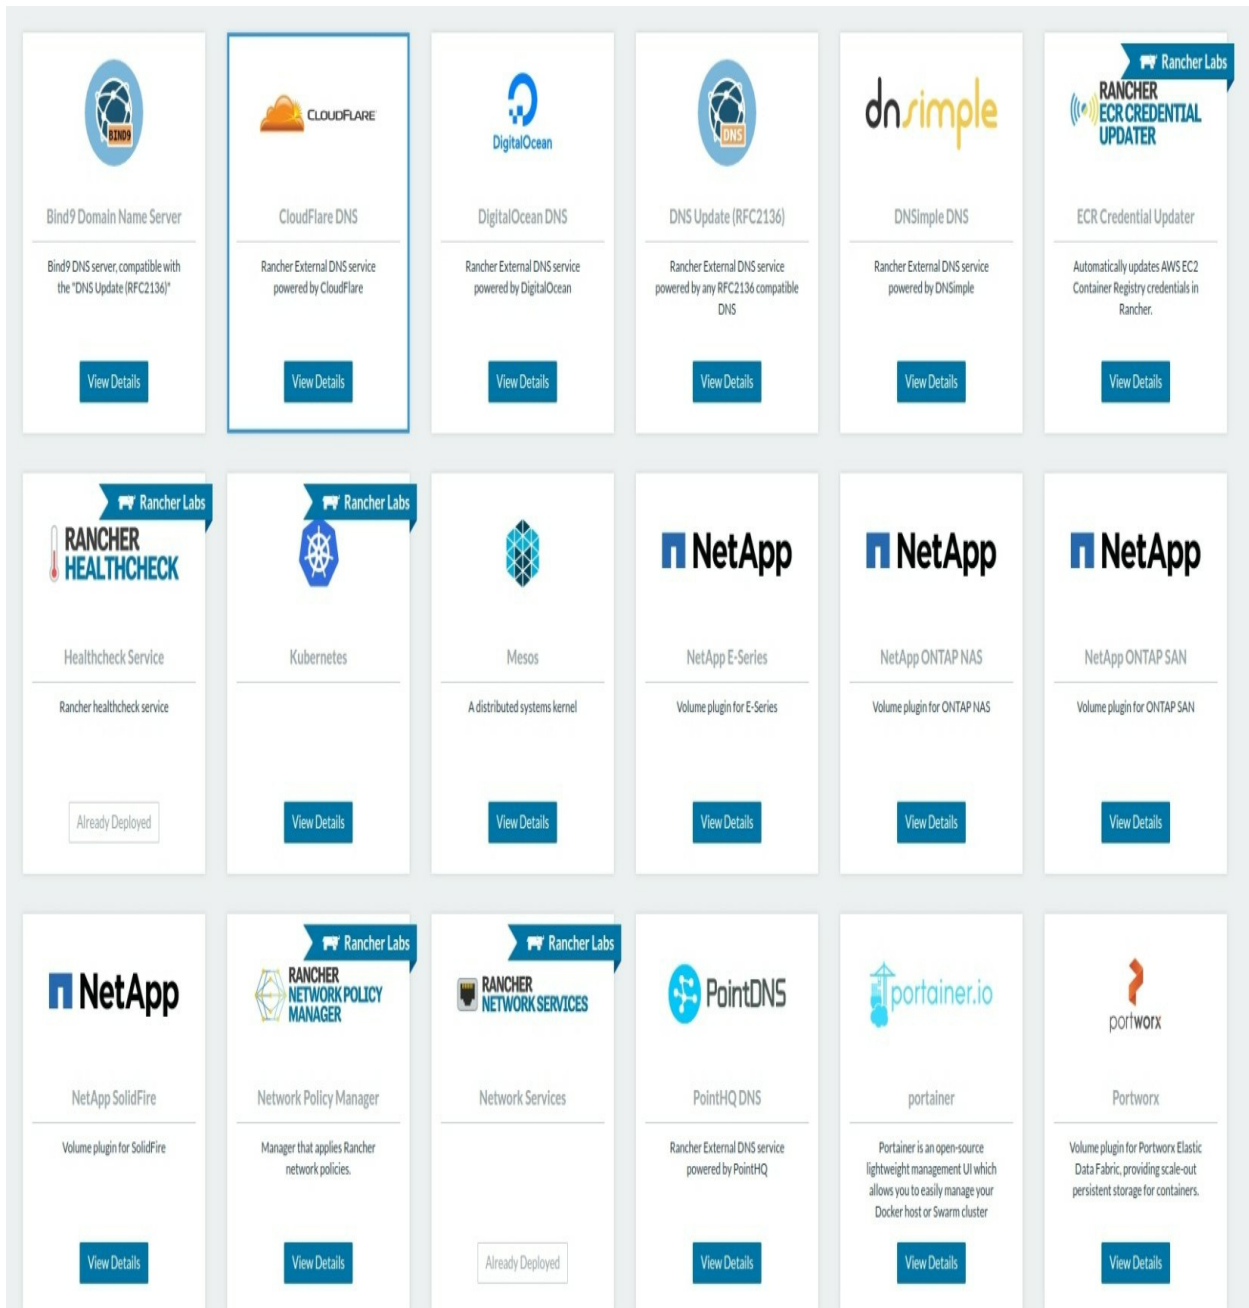 BIND9
Bind9 Domain Name Server
Bind9 DNS server, compatible with
the "DNS Update (RFC2136)"
View Details
CLOUDFLARE
CloudFlare DNS
Rancher External DNS service
powered by CloudFlare
View Details
DigitalOcean
DigitalOcean DNS
Rancher External DNS service
powered by DigitalOcean
View Details
DNS
DNS Update (RFC2136)
Rancher External DNS service
powered by any RFC2136 compatible
DNS
View Details
dnsimple
DNSimple DNS
Rancher External DNS service
powered by DNSimple
View Details
Rancher Labs
RANCHER
ECR CREDENTIAL
UPDATER
ECR Credential Updater
Automatically updates AWS EC2
Container Registry credentials in
Rancher.
View Details
Rancher Labs
RANCHER
HEALTHCHECK
Healthcheck Service
Rancher healthcheck service
Already Deployed
Rancher Labs
Kubernetes
View Details
Mesos
A distributed systems kernel
View Details
NetApp
NetApp E-Series
Volume plugin for E-Series
View Details
NetApp
NetApp ONTAP NAS
Volume plugin for ONTAP NAS
View Details
NetApp
NetApp ONTAP SAN
Volume plugin for ONTAP SAN
View Details
NetApp
NetApp SolidFire
Volume plugin for SolidFire
View Details
Rancher Labs
RANCHER
NETWORK POLICY
MANAGER
Network Policy Manager
Manager that applies Rancher
network policies.
View Details
Rancher Labs
RANCHER
NETWORK SERVICES
Network Services
Already Deployed
PointDNS
PointHQ DNS
Rancher External DNS service
powered by PointHQ
View Details
portainer.io
portainer
Portainer is an open-source
lightweight management UI which
allows you to easily manage your
Docker host or Swarm cluster
View Details
portworx
Portworx
Volume plugin for Portworx Elastic
Data Fabric, providing scale-out
persistent storage for containers.
View Details